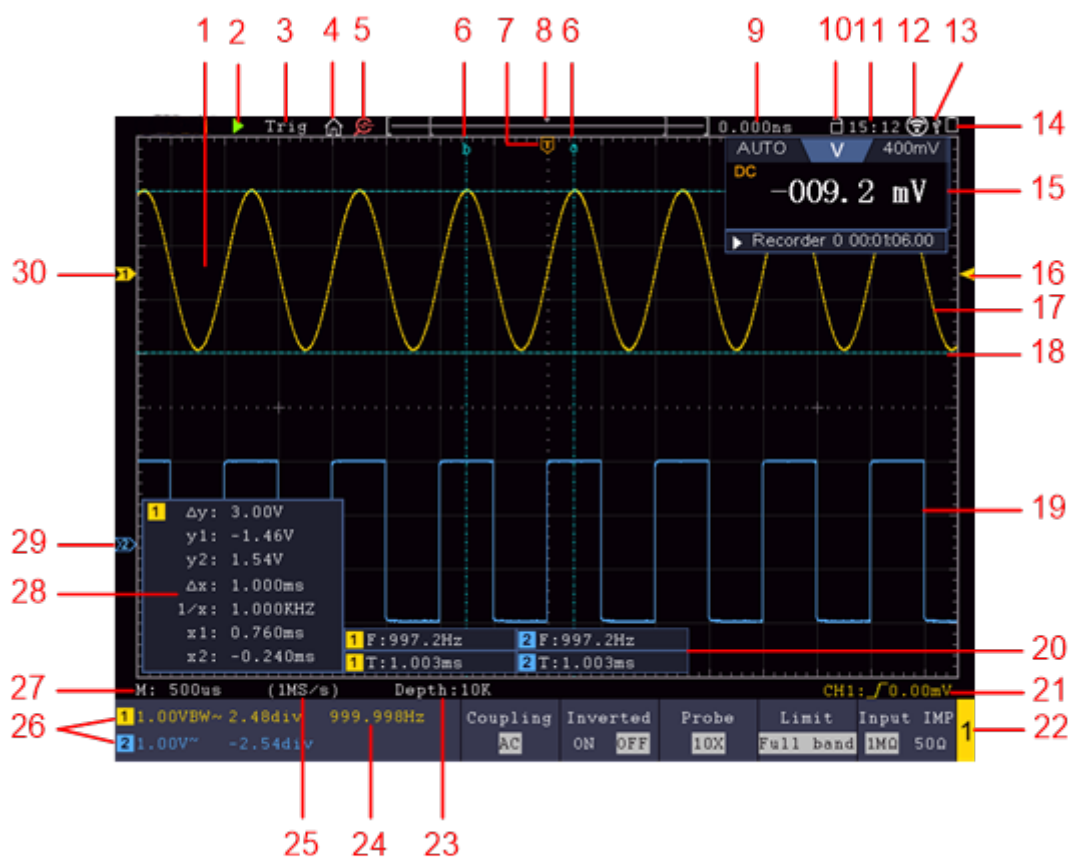 1 2 3 4 5 6 7 8 6 9 10 11 12 13
Trig 0.000ns 15:12
14
T
b a
AUTO V 400mV
DC
-009.2 mV
15
Recorder 0 00:01:06.00
30
1
16
17
18
19
1 Δy: 3.00V
y1: -1.46V
29
2
y2: 1.54V
28
Δx: 1.000ms
1/x: 1.000KHZ
x1: 0.760ms
x2: -0.240ms
1 F:997.2Hz 2 F:997.2Hz
1 T:1.003ms 2 T:1.003ms
20
27
M: 500us (1MS/s) Depth:10K CH1: 0.00mV
21
26
1 1.00VBW~ 2.48div 999.998Hz Coupling Inverted Probe Limit Input IMP
2 1.00V~ -2.54div AC ON OFF 10X Full band 1MΩ 50Ω
1
22
25 24 23